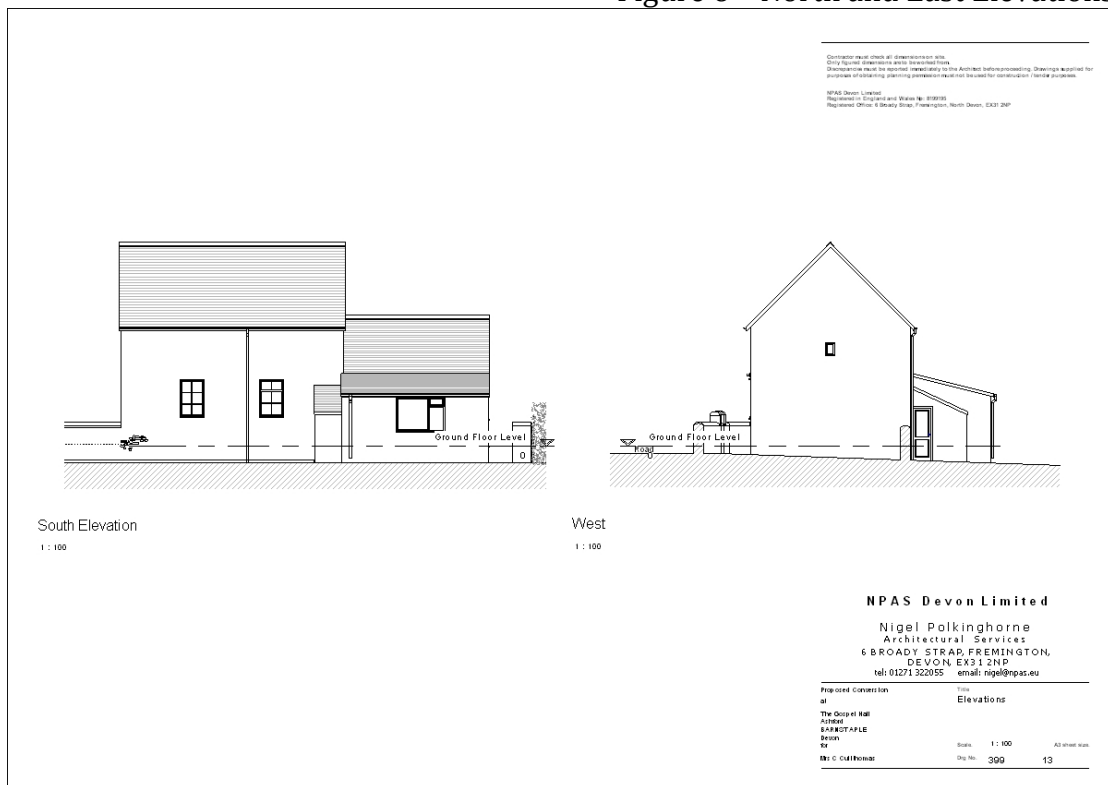 Figure 8 – North and East Elevations
Contractor must check all dimensions on site.
Only figured dimensions are to be worked from.
Discrepancies must be reported immediately to the Architect before proceeding. Drawings supplied for
purposes of obtaining planning permission must not be used for construction / tender purposes.
NPAS Devon Limited
Registered in England and Wales No:
Registered Office: 6 Broady Strap, Fremington, North Devon, EX31 2NP
Ground Floor Level
Ground Floor Level
Road
South Elevation
1 : 100
West
1 : 100
NPAS Devon Limited
Nigel Polkinghorne
Architectural Services
6 BROADY STRAP, FREMINGTON,
DEVON, EX31 2NP
tel: 01271 322055 email: nigel@npas.eu
Proposed Conversion
at
The Gospel Hall
Ashford
BARNSTAPLE
Devon
for
Mrs C Cullthomas
Title
Elevations
Scale 1 : 100 A3 sheet size
Drg No. 399 13